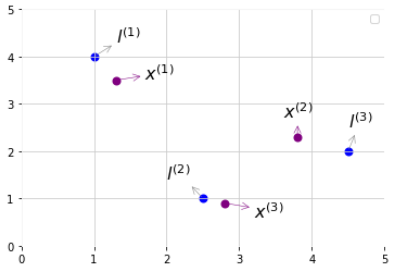 5
l^{(1)}
4
x^{(1)}
3
x^{(2)}
l^{(3)}
2
l^{(2)}
1
x^{(3)}
0
0 1 2 3 4 5